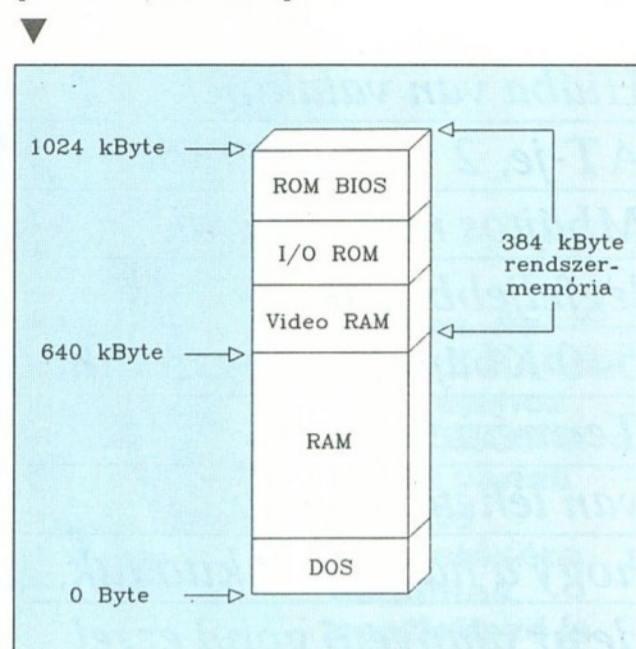 1024 kByte
ROM BIOS
I/O ROM
384 kByte
rendszer-
memória
Video RAM
640 kByte
RAM
DOS
0 Byte